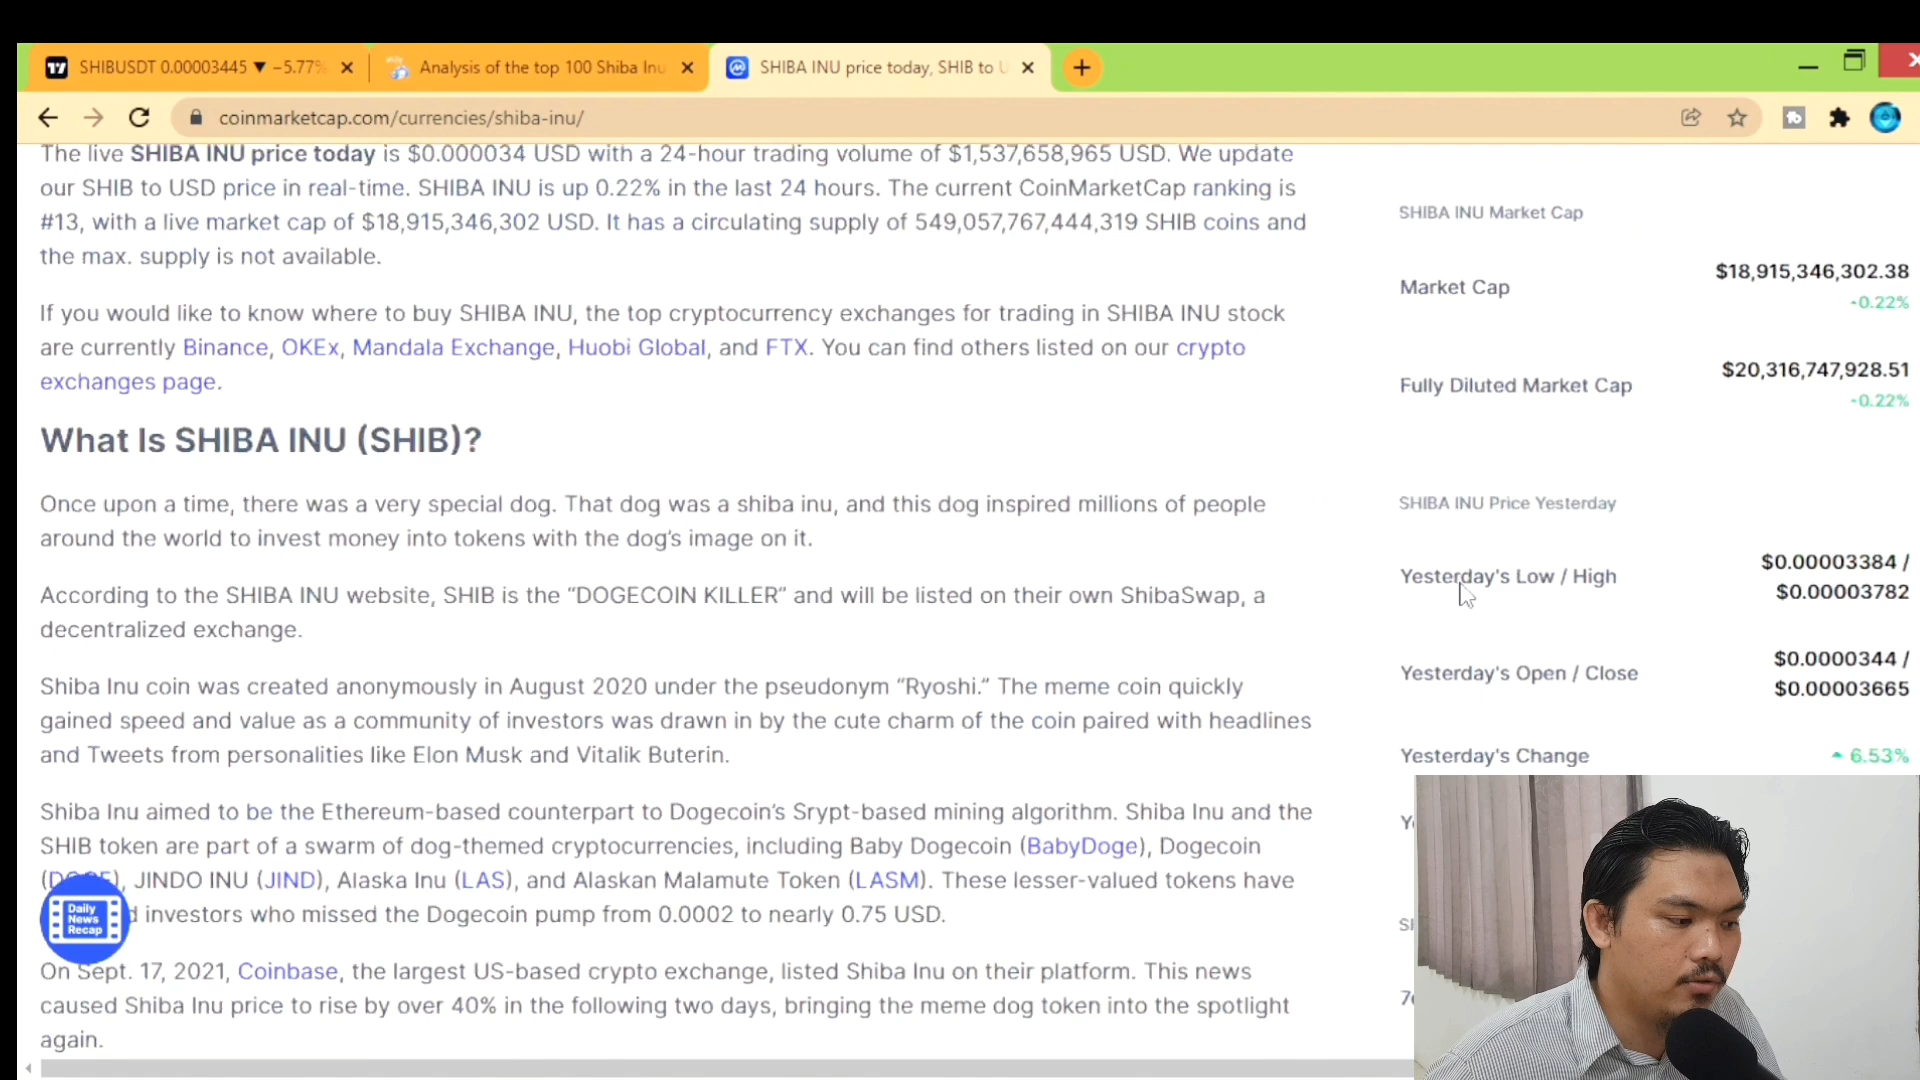 SHIBUSDT 0.00003445 ▼ −5.77%
Analysis of the top 100 Shiba Inu
SHIBA INU price today, SHIB to U
coinmarketcap.com/currencies/shiba-inu/
The live SHIBA INU price today is $0.000034 USD with a 24-hour trading volume of $1,537,658,965 USD. We update
our SHIB to USD price in real-time. SHIBA INU is up 0.22% in the last 24 hours. The current CoinMarketCap ranking is
#13, with a live market cap of $18,915,346,302 USD. It has a circulating supply of 549,057,767,444,319 SHIB coins and
the max. supply is not available.
If you would like to know where to buy SHIBA INU, the top cryptocurrency exchanges for trading in SHIBA INU stock
are currently Binance, OKEx, Mandala Exchange, Huobi Global, and FTX. You can find others listed on our crypto
exchanges page.
What Is SHIBA INU (SHIB)?
Once upon a time, there was a very special dog. That dog was a shiba inu, and this dog inspired millions of people
around the world to invest money into tokens with the dog's image on it.
According to the SHIBA INU website, SHIB is the “DOGECOIN KILLER” and will be listed on their own ShibaSwap, a
decentralized exchange.
Shiba Inu coin was created anonymously in August 2020 under the pseudonym “Ryoshi.” The meme coin quickly
gained speed and value as a community of investors was drawn in by the cute charm of the coin paired with headlines
and Tweets from personalities like Elon Musk and Vitalik Buterin.
Shiba Inu aimed to be the Ethereum-based counterpart to Dogecoin's Srypt-based mining algorithm. Shiba Inu and the
SHIB token are part of a swarm of dog-themed cryptocurrencies, including Baby Dogecoin (BabyDoge), Dogecoin
JINDO INU (JIND), Alaska Inu (LAS), and Alaskan Malamute Token (LASM). These lesser-valued tokens have
investors who missed the Dogecoin pump from 0.0002 to nearly 0.75 USD.
On Sept. 17, 2021, Coinbase, the largest US-based crypto exchange, listed Shiba Inu on their platform. This news
caused Shiba Inu price to rise by over 40% in the following two days, bringing the meme dog token into the spotlight
again.
Daily
News
Recap
SHIBA INU Market Cap
Market Cap
$18,915,346,302.38
0.22%
Fully Diluted Market Cap
$20,316,747,928.51
0.22%
SHIBA INU Price Yesterday
Yesterday's Low / High
$0.00003384 /
$0.00003782
Yesterday's Open / Close
$0.0000344 /
$0.00003665
Yesterday's Change
6.53%